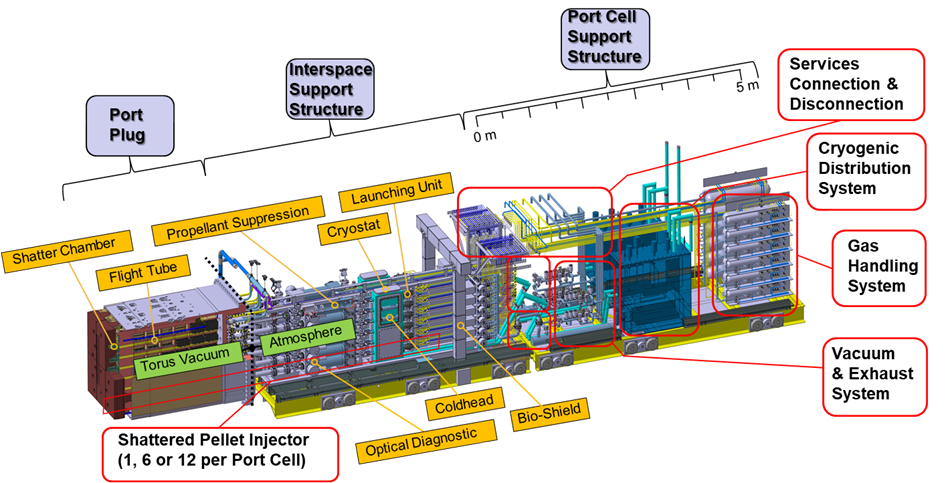 Port Cell
Support
Structure
Interspace
Support
Structure
Port
Plug
0 m
5 m
Services
Connection &
Disconnection
Cryogenic
Distribution
System
Gas
Handling
System
Vacuum
& Exhaust
System
Launching Unit
Propellant Suppression
Cryostat
Shatter Chamber
Flight Tube
Torus Vacuum
Atmosphere
Coldhead
Bio-Shield
Optical Diagnostic
Shattered Pellet Injector
(1, 6 or 12 per Port Cell)